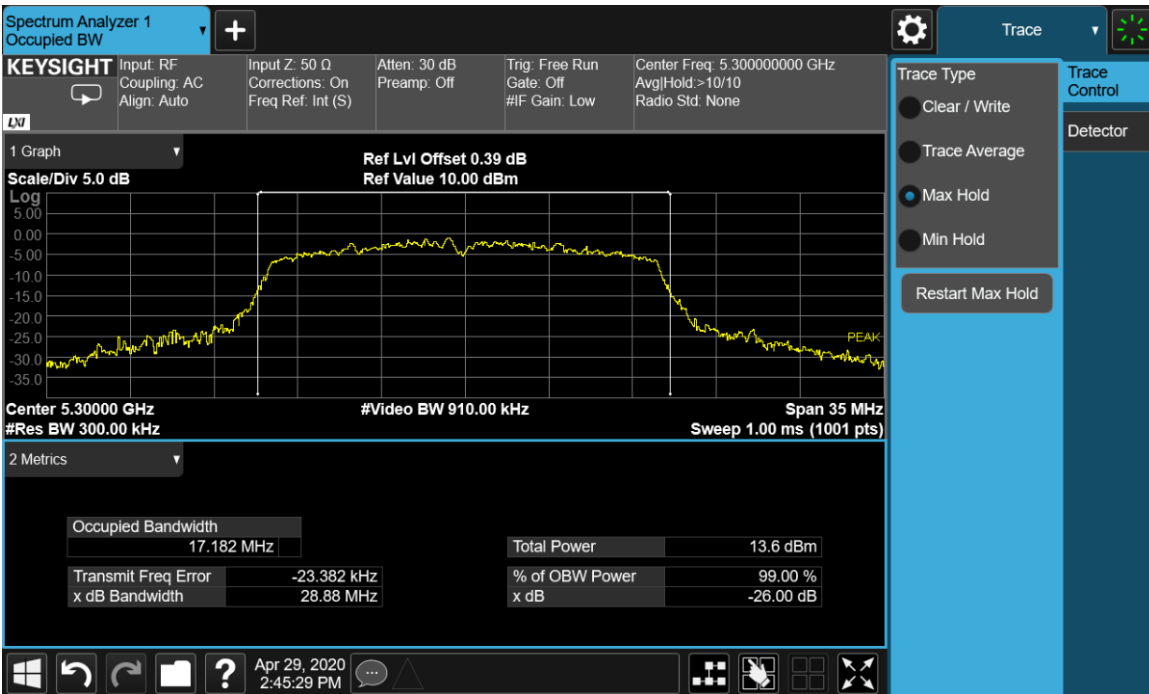 Spectrum Analyzer 1
Occupied BW
Trace
KEYSIGHT
LXI
Input: RF
Coupling: AC
Align: Auto
Input Z: 50 Ω
Corrections: On
Freq Ref: Int (S)
Atten: 30 dB
Preamp: Off
Trig: Free Run
Gate: Off
#IF Gain: Low
Center Freq: 5.300000000 GHz
Avg|Hold:>10/10
Radio Std: None
1 Graph
Scale/Div 5.0 dB
Ref Lvl Offset 0.39 dB
Ref Value 10.00 dBm
Log
5.00
0.00
-5.00
-10.0
-15.0
-20.0
-25.0
-30.0
-35.0
PEAK
Center 5.30000 GHz
#Res BW 300.00 kHz
#Video BW 910.00 kHz
Span 35 MHz
Sweep 1.00 ms (1001 pts)
2 Metrics
Occupied Bandwidth
17.182 MHz
Total Power 13.6 dBm
Transmit Freq Error -23.382 kHz
% of OBW Power 99.00 %
x dB Bandwidth 28.88 MHz
x dB -26.00 dB
Trace Type
Clear / Write
Trace Average
Max Hold
Min Hold
Restart Max Hold
Trace
Control
Detector
?
Apr 29, 2020
2:45:29 PM